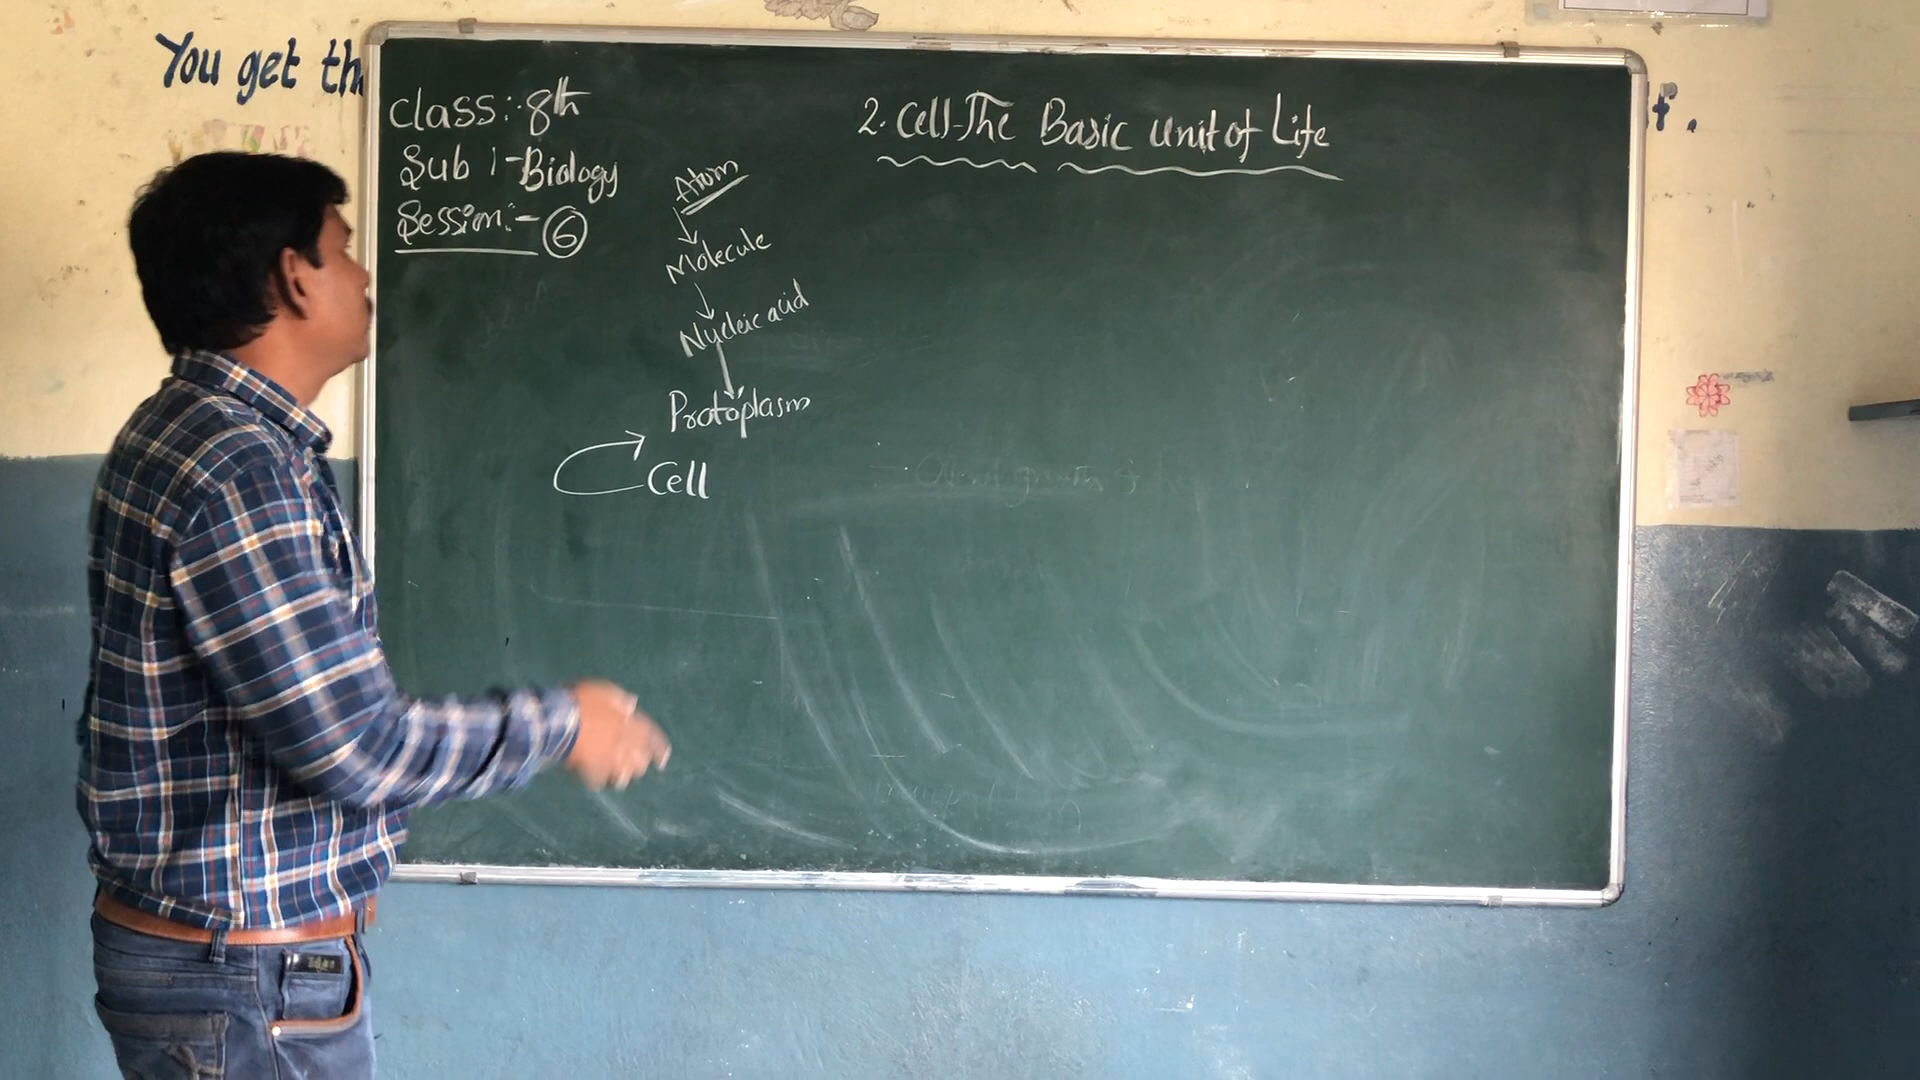 You get th
Class:- 8th
Sub :- Biology
Session:- 6
2. Cell-The Basic Unit of Life
Atom
Molecule
Nucleic acid
Protoplasm
Cell